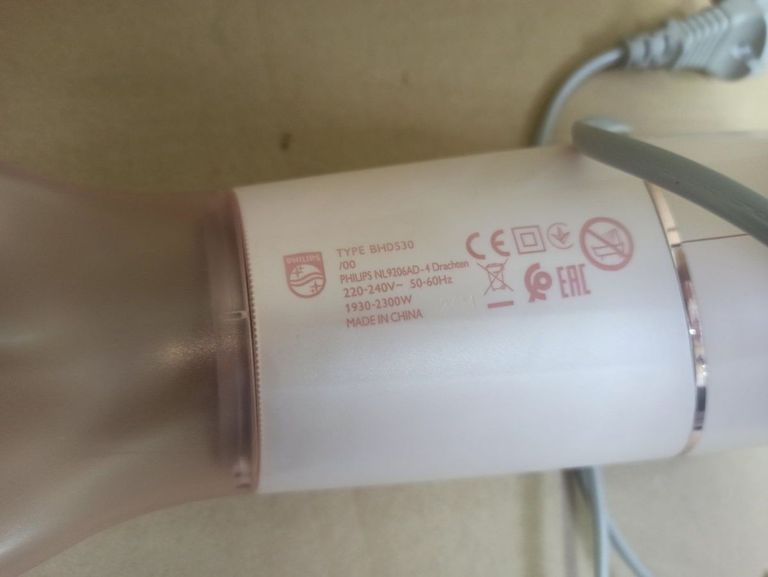 PHILIPS
TYPE BHD530
/00
PHILIPS NL9206AD-4 Drachten
220-240V~ 50-60Hz
1930-2300W
MADE IN CHINA
CE
EAC